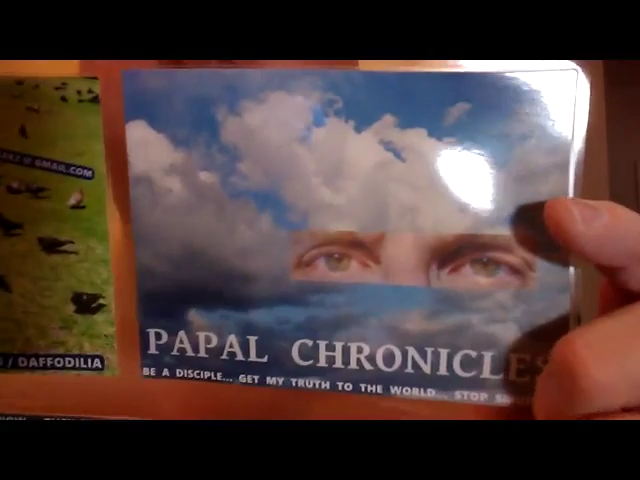 GMAIL.COM
/ DAFFODILIA
PAPAL CHRONICLES
BE A DISCIPLE... GET MY TRUTH TO THE WORLD... STOP